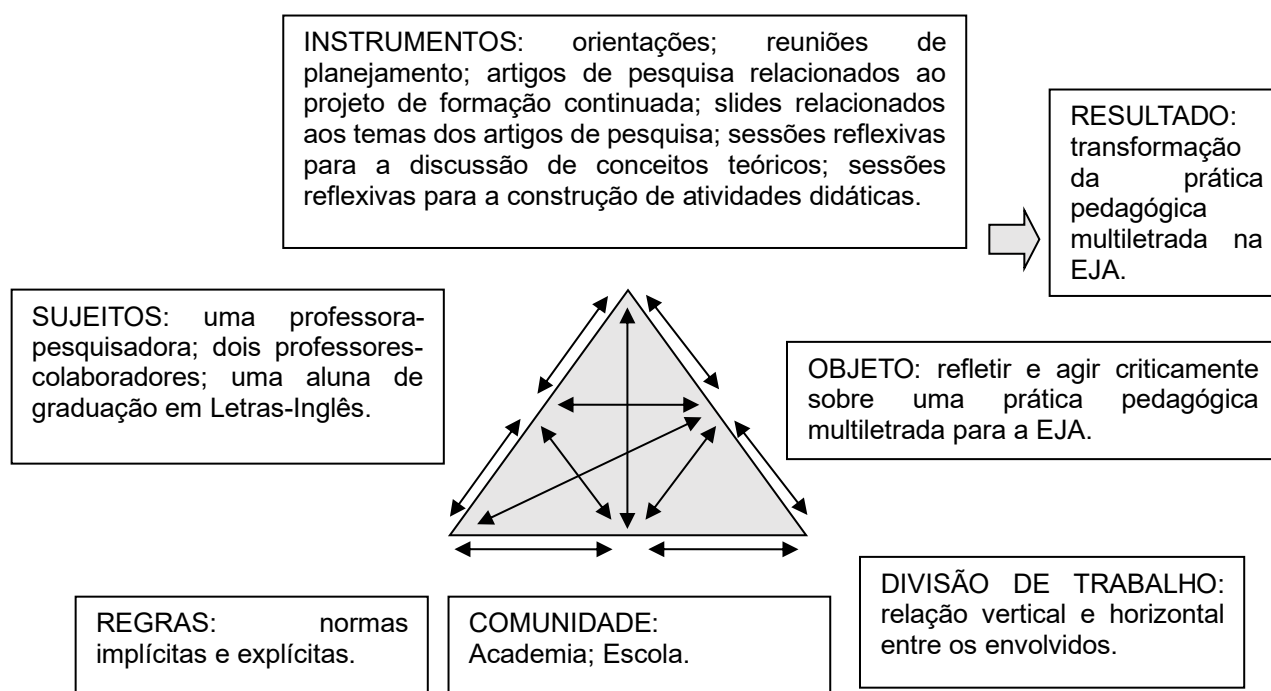 INSTRUMENTOS: orientações; reuniões de
planejamento; artigos de pesquisa relacionados ao
projeto de formação continuada; slides relacionados
aos temas dos artigos de pesquisa; sessões reflexivas
para a discussão de conceitos teóricos; sessões
reflexivas para a construção de atividades didáticas.
RESULTADO:
transformação
da prática
pedagógica
multiletrada na
EJA.
SUJEITOS: uma professora-
pesquisadora; dois professores-
colaboradores; uma aluna de
graduação em Letras-Inglês.
OBJETO: refletir e agir criticamente
sobre uma prática pedagógica
multiletrada para a EJA.
REGRAS: normas
implícitas e explícitas.
COMUNIDADE:
Academia; Escola.
DIVISÃO DE TRABALHO:
relação vertical e horizontal
entre os envolvidos.